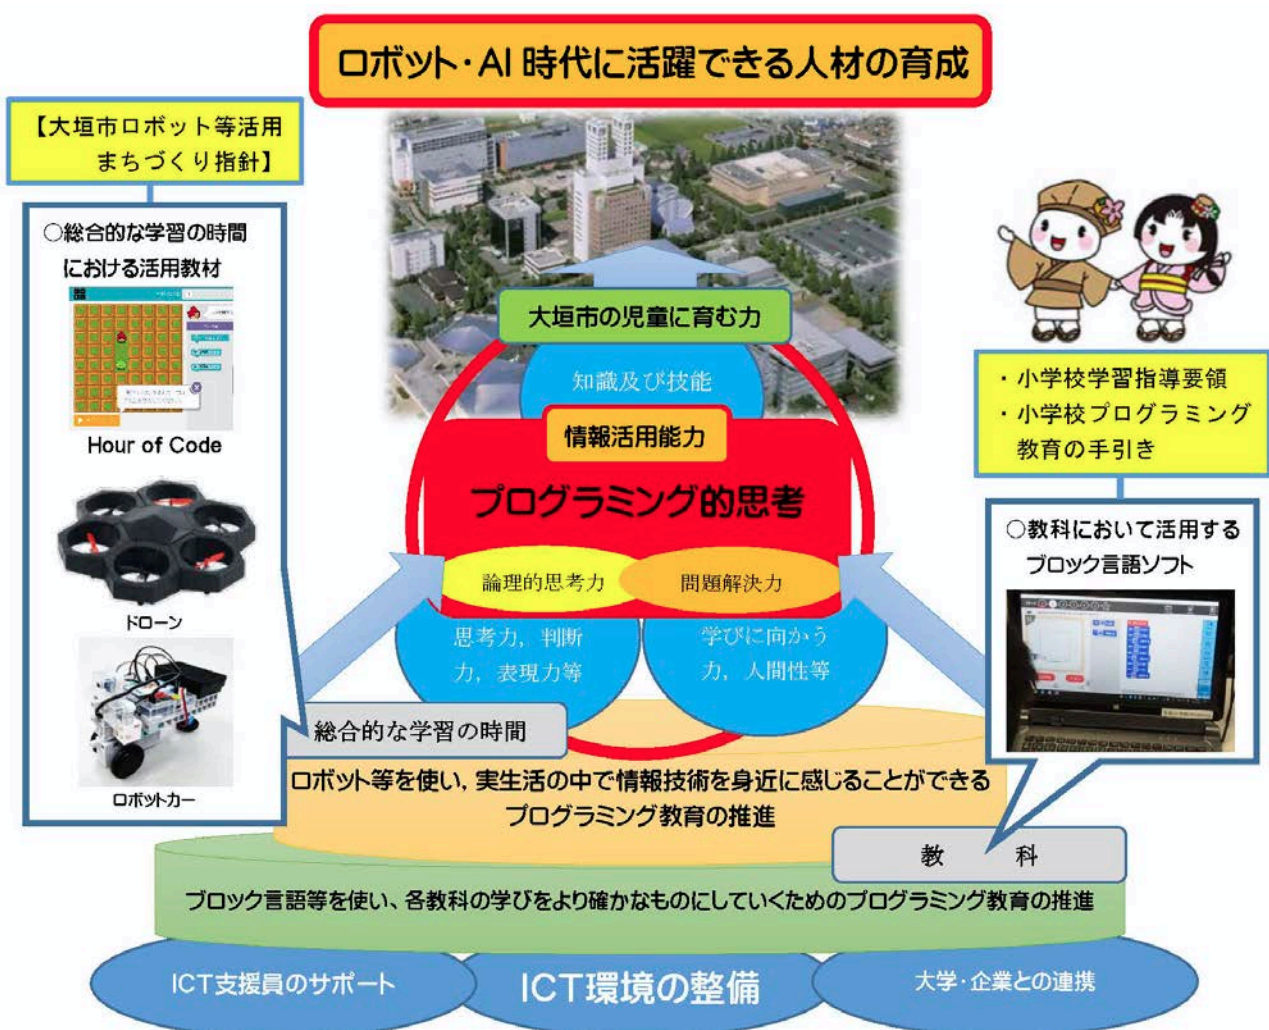 ロボット・AI 時代に活躍できる人材の育成
【大垣市ロボット等活用
まちづくり指針】
○総合的な学習の時間
における活用教材
Hour of Code
ドローン
ロボットカー
大垣市の児童に育む力
知識及び技能
情報活用能力
プログラミング的思考
論理的思考力
問題解決力
思考力，判断
力，表現力等
学びに向かう
力，人間性等
・小学校学習指導要領
・小学校プログラミング
教育の手引き
○教科において活用する
ブロック言語ソフト
総合的な学習の時間
ロボット等を使い、実生活の中で情報技術を身近に感じることができる
プログラミング教育の推進
教　科
ブロック言語等を使い、各教科の学びをより確かなものにしていくためのプログラミング教育の推進
ICT支援員のサポート
ICT環境の整備
大学・企業との連携